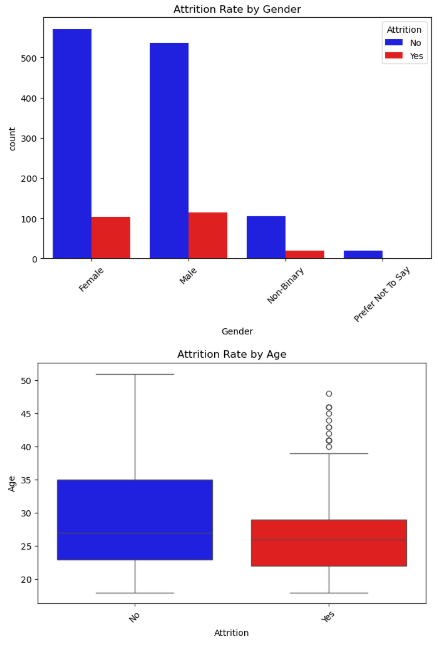 Attrition Rate by Gender
Attrition
No
Yes
500
400
300
200
100
0
count
Female
Male
Non-Binary
Prefer Not To Say
Gender
Attrition Rate by Age
50
45
40
35
30
25
20
Age
No
Yes
Attrition